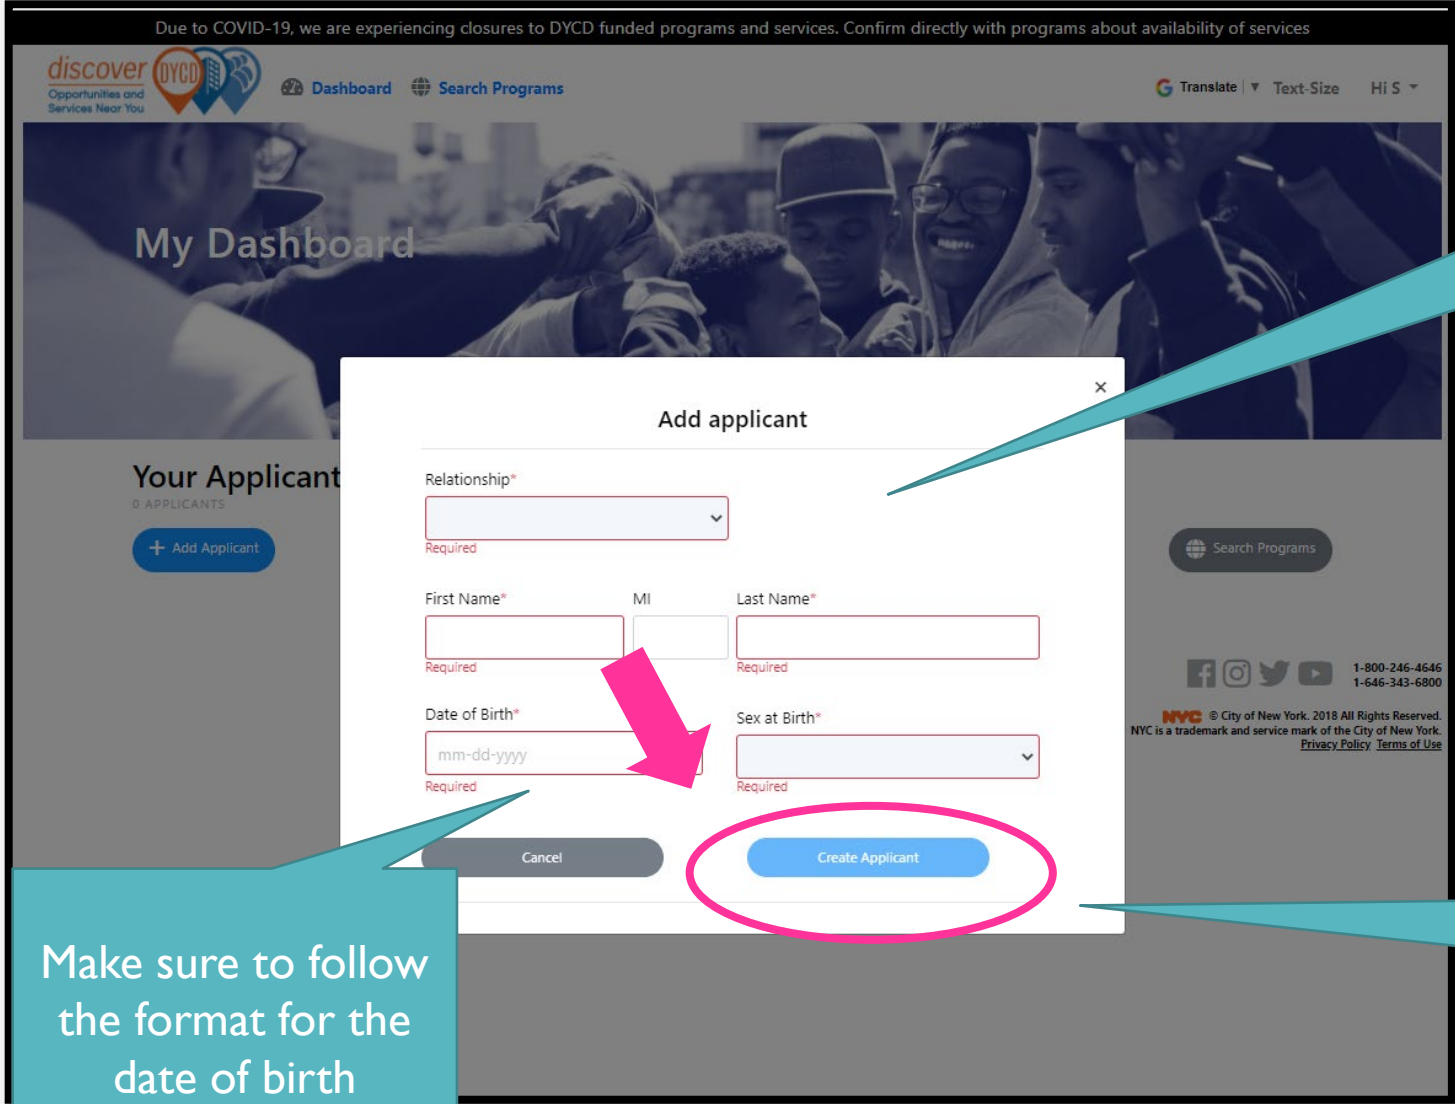 Due to COVID-19, we are experiencing closures to DYCD funded programs and services. Confirm directly with programs about availability of services
discover DYCD
Opportunities and
Services Near You
Dashboard Search Programs
Translate ▼ Text-Size Hi S
My Dashboard
×
Add applicant
Your Applicant
0 APPLICANTS
+ Add Applicant
Search Programs
Relationship*
Required
First Name* MI Last Name*
Required Required
Date of Birth* Sex at Birth*
mm-dd-yyyy
Required Required
Cancel Create Applicant
1-800-246-4646
1-646-343-6800
NYC © City of New York. 2018 All Rights Reserved.
NYC is a trademark and service mark of the City of New York.
Privacy Policy Terms of Use
Make sure to follow
the format for the
date of birth